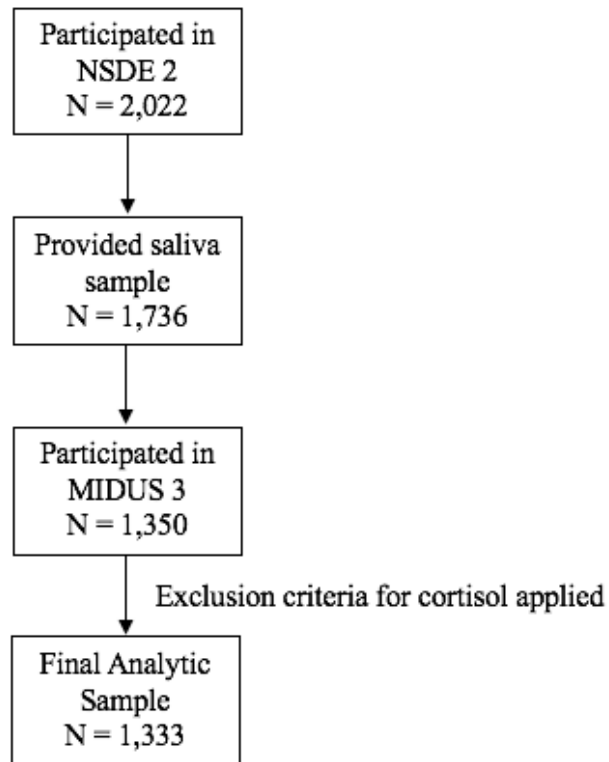 Participated in
NSDE 2
N = 2,022
Provided saliva
sample
N = 1,736
Participated in
MIDUS 3
N = 1,350
Exclusion criteria for cortisol applied
Final Analytic
Sample
N = 1,333